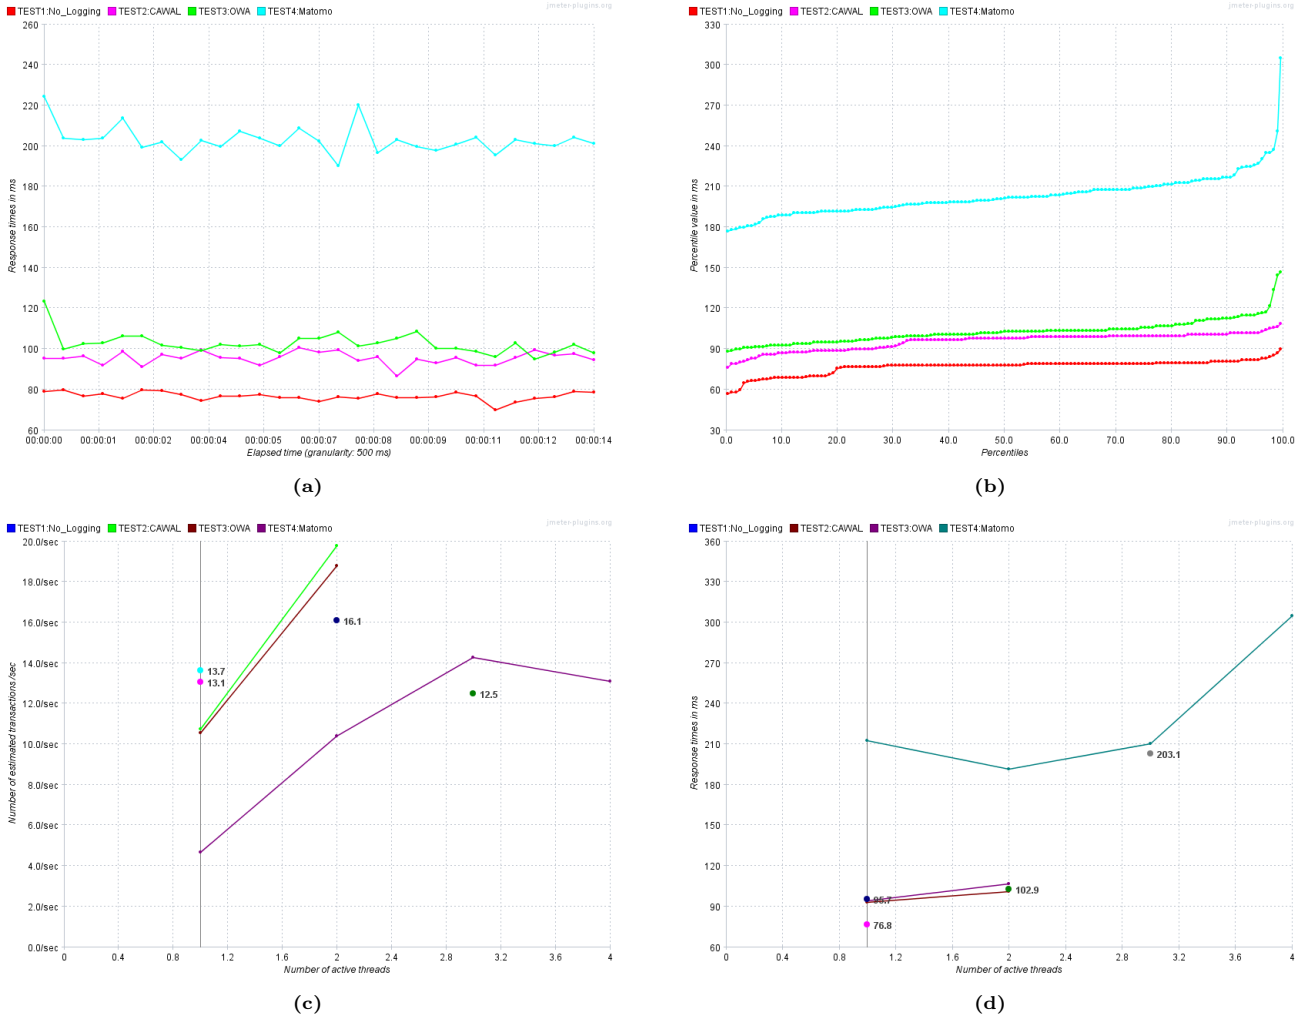 TEST1:No_Logging TEST2:CAWAL TEST3:OWA TEST4:Matomo
jmeter-plugins.org
260
240
220
200
180
160
140
120
100
80
60
Response times in ms
00:00:00 00:00:01 00:00:02 00:00:04 00:00:05 00:00:07 00:00:08 00:00:09 00:00:11 00:00:12 00:00:14
Elapsed time (granularity: 500 ms)
(a)
TEST1:No_Logging TEST2:CAWAL TEST3:OWA TEST4:Matomo
jmeter-plugins.org
330
300
270
240
210
180
150
120
90
60
30
Percentile value in ms
0.0 10.0 20.0 30.0 40.0 50.0 60.0 70.0 80.0 90.0 100.0
Percentiles
(b)
TEST1:No_Logging TEST2:CAWAL TEST3:OWA TEST4:Matomo
jmeter-plugins.org
20.0/sec
18.0/sec
16.0/sec
14.0/sec
12.0/sec
10.0/sec
8.0/sec
6.0/sec
4.0/sec
2.0/sec
0.0/sec
Number of estimated transactions /sec
16.1
13.7
13.1
12.5
0 0.4 0.8 1.2 1.6 2 2.4 2.8 3.2 3.6 4
Number of active threads
(c)
TEST1:No_Logging TEST2:CAWAL TEST3:OWA TEST4:Matomo
jmeter-plugins.org
360
330
300
270
240
210
180
150
120
90
60
Response times in ms
203.1
102.9
95.7
76.8
0 0.4 0.8 1.2 1.6 2 2.4 2.8 3.2 3.6 4
Number of active threads
(d)